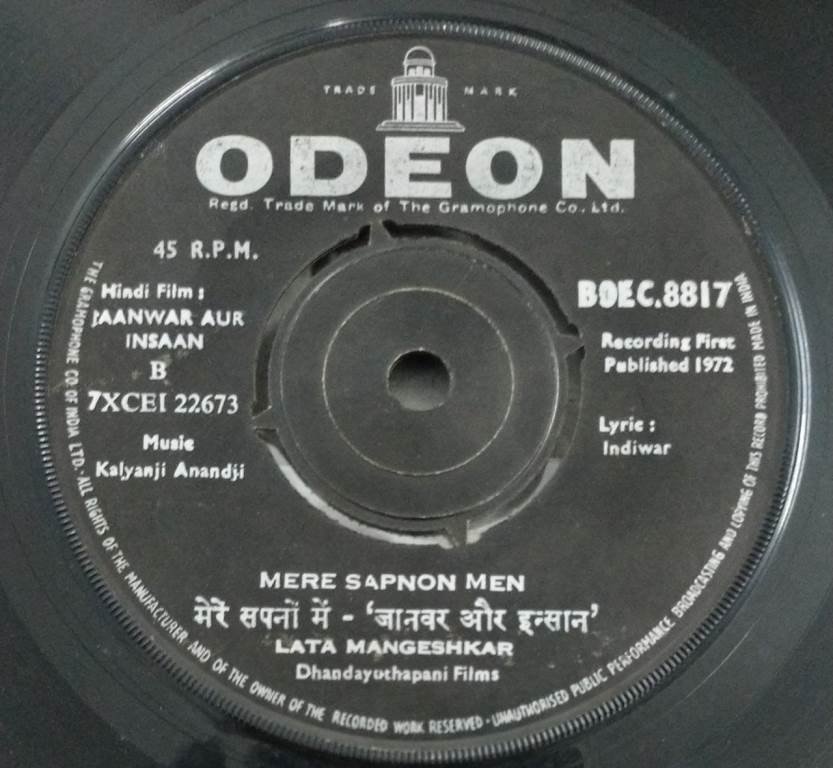 TRADE MARK
ODEON
Regd. Trade Mark of The Gramophone Co. Ltd.
45 R.P.M.
Hindi Film :
JAANWAR AUR
INSAAN
B
7XCEI 22673
Music
Kalyanji Anandji
BOEC.8817
Recording First
Published 1972
Lyric :
Indiwar
MERE SAPNON MEN
मेरे सपनों में - ‘जानवर और इन्सान’
LATA MANGESHKAR
Dhandayuthapani Films
THE GRAMOPHONE CO. OF INDIA LTD. · ALL RIGHTS OF THE MANUFACTURER AND OF THE OWNER OF THE RECORDED WORK RESERVED · UNAUTHORISED PUBLIC PERFORMANCE BROADCASTING AND COPYING OF THIS RECORD PROHIBITED MADE IN INDIA